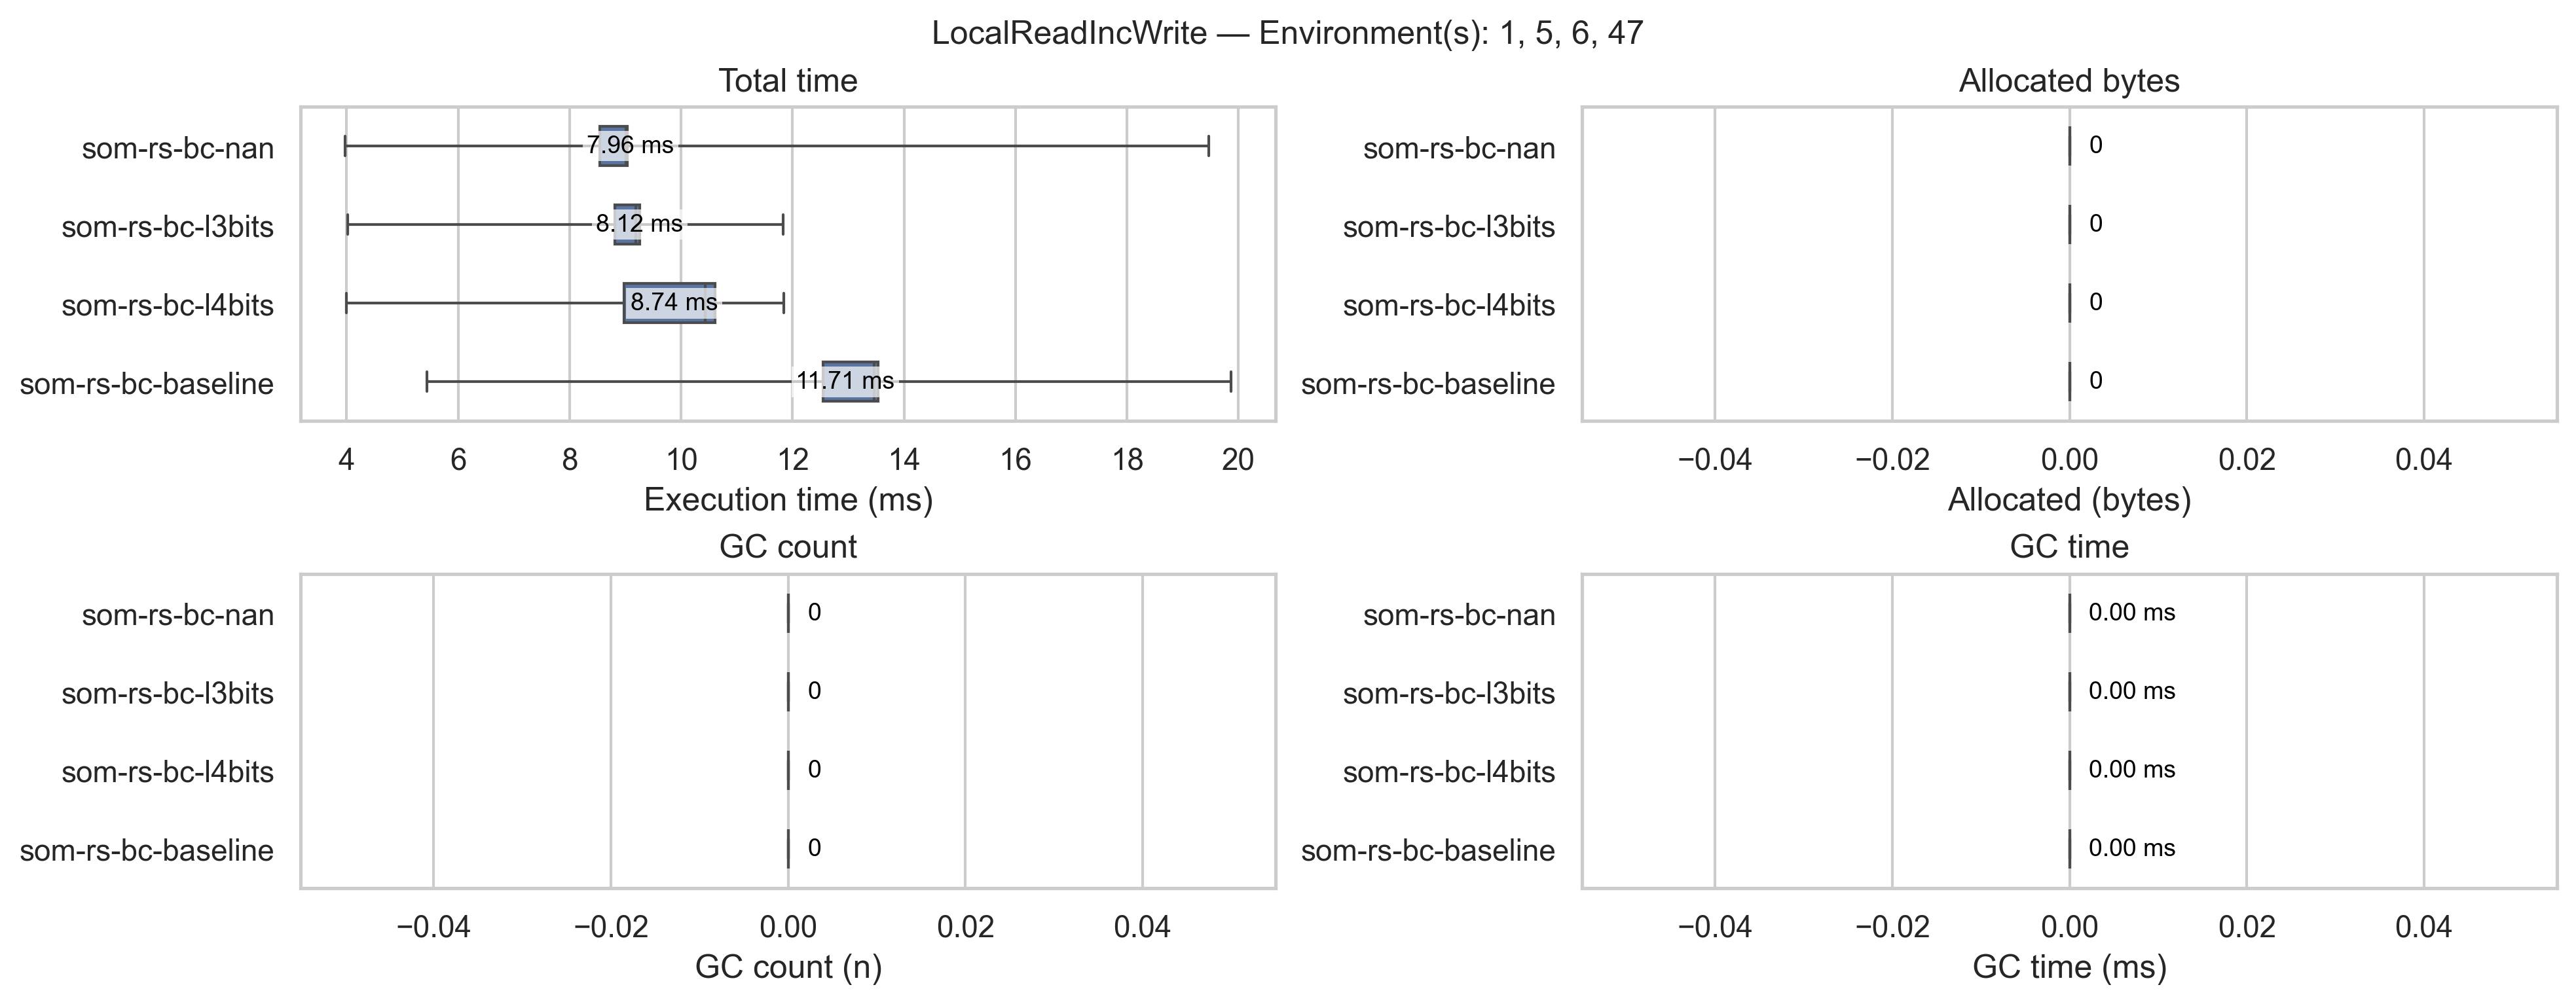 LocalReadIncWrite — Environment(s): 1, 5, 6, 47
Total time
som-rs-bc-nan
7.96 ms
som-rs-bc-l3bits
8.12 ms
som-rs-bc-l4bits
8.74 ms
som-rs-bc-baseline
11.71 ms
4 6 8 10 12 14 16 18 20
Execution time (ms)
Allocated bytes
som-rs-bc-nan
0
som-rs-bc-l3bits
0
som-rs-bc-l4bits
0
som-rs-bc-baseline
0
−0.04 −0.02 0.00 0.02 0.04
Allocated (bytes)
GC count
som-rs-bc-nan
0
som-rs-bc-l3bits
0
som-rs-bc-l4bits
0
som-rs-bc-baseline
0
−0.04 −0.02 0.00 0.02 0.04
GC count (n)
GC time
som-rs-bc-nan
0.00 ms
som-rs-bc-l3bits
0.00 ms
som-rs-bc-l4bits
0.00 ms
som-rs-bc-baseline
0.00 ms
−0.04 −0.02 0.00 0.02 0.04
GC time (ms)